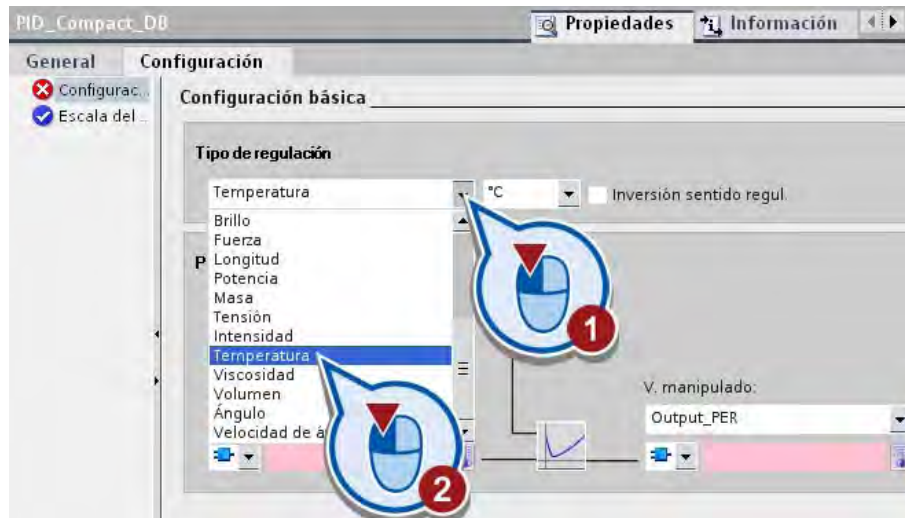 PID_Compact_DB
Propiedades
Información
General
Configuración
Configurac...
Escala del ...
Configuración básica
Tipo de regulación
Temperatura
°C
Inversión sentido regul.
Brillo
Fuerza
P
Longitud
Potencia
Masa
Tensión
Intensidad
Temperatura
Viscosidad
Volumen
Ángulo
Velocidad de
1
V. manipulado:
Output_PER
2